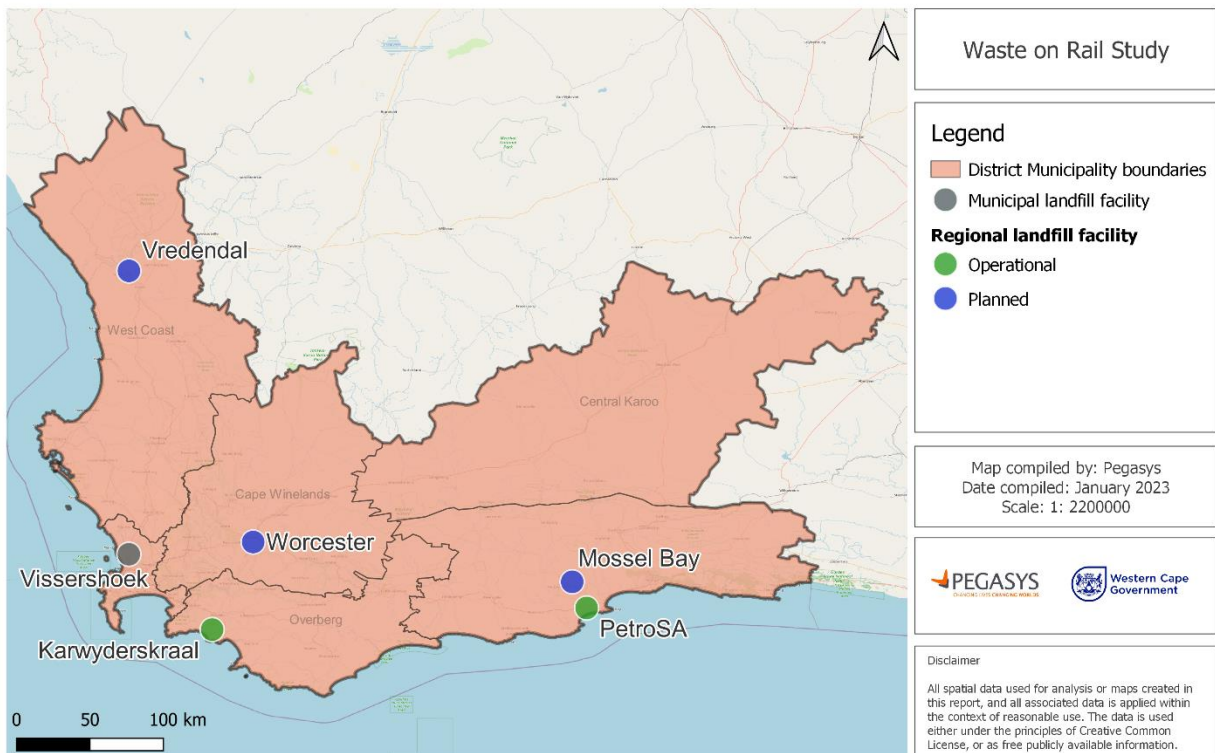 Waste on Rail Study
Legend
District Municipality boundaries
Municipal landfill facility
Regional landfill facility
Operational
Planned
Vredendal
West Coast
Central Karoo
Cape Winelands
Worcester
Mossel Bay
Vissershoek
PetroSA
Overberg
Karwyderskraal
0 50 100 km
Map compiled by: Pegasys
Date compiled: January 2023
Scale: 1: 2200000
PEGASYS
CHANGING LIVES CHANGING WORLDS
Western Cape
Government
Disclaimer
All spatial data used for analysis or maps created in
this report, and all associated data is applied within
the context of reasonable use. The data is used
either under the principles of Creative Common
License, or as free publicly available information.